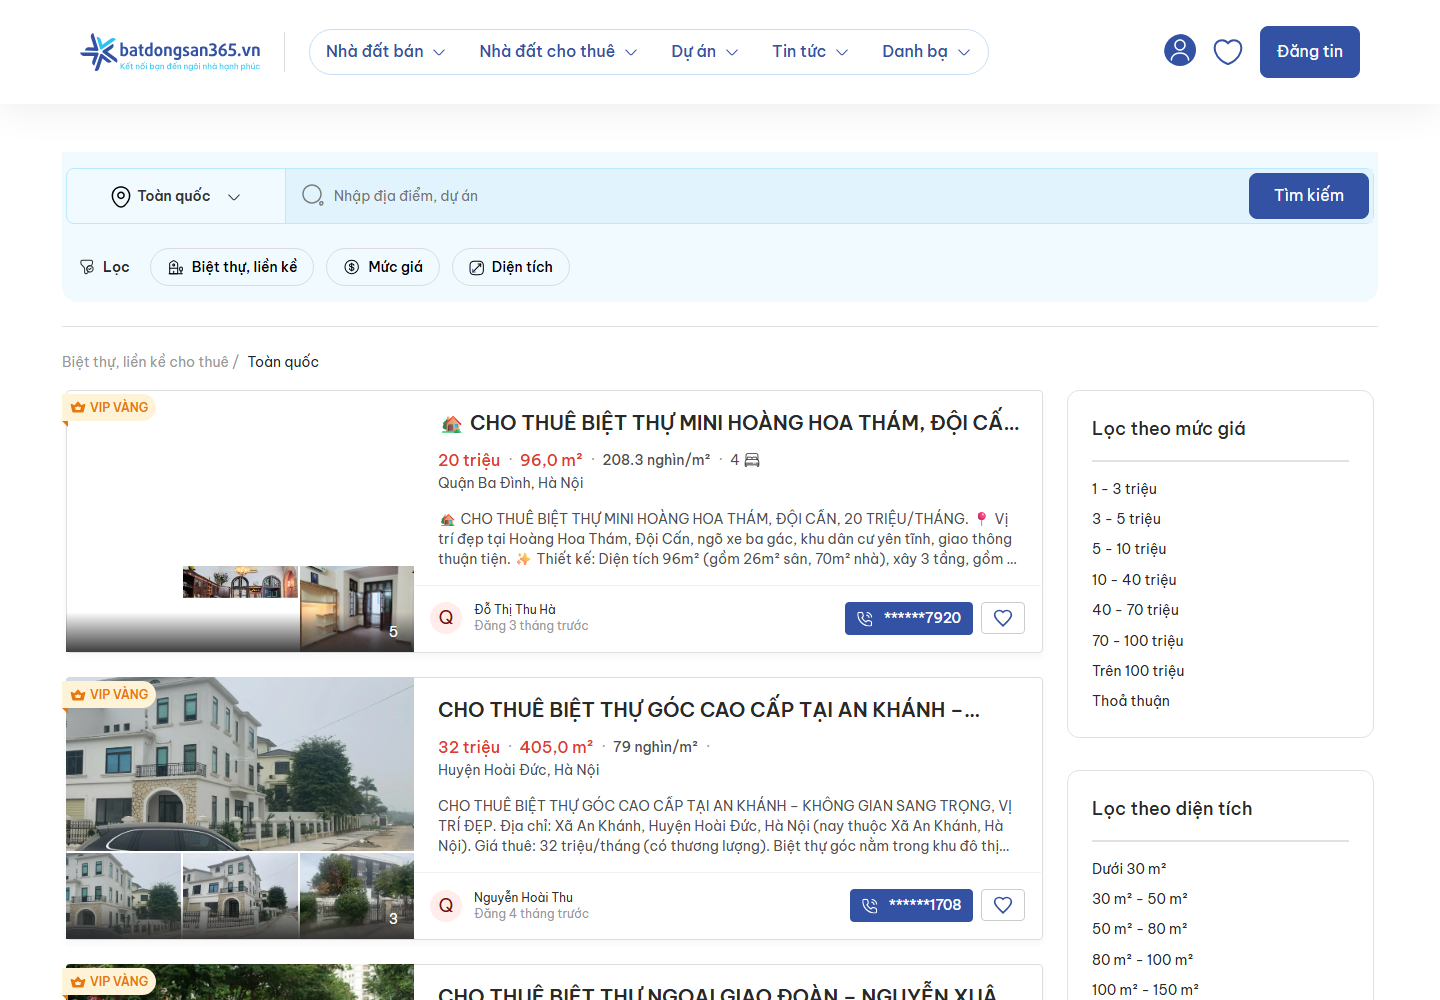 batdongsan365.vn
Kết nối bạn đến ngôi nhà hạnh phúc
Nhà đất bán
Nhà đất cho thuê
Dự án
Tin tức
Danh bạ
Đăng tin
Toàn quốc
Nhập địa điểm, dự án
Tìm kiếm
Lọc
Biệt thự, liền kề
Mức giá
Diện tích
Biệt thự, liền kề cho thuê / Toàn quốc
VIP VÀNG
5
CHO THUÊ BIỆT THỰ MINI HOÀNG HOA THÁM, ĐỘI CẤ...
20 triệu · 96,0 m² · 208.3 nghìn/m² · 4
Quận Ba Đình, Hà Nội
CHO THUÊ BIỆT THỰ MINI HOÀNG HOA THÁM, ĐỘI CẤN, 20 TRIỆU/THÁNG. 📍 Vị
trí đẹp tại Hoàng Hoa Thám, Đội Cấn, ngõ xe ba gác, khu dân cư yên tĩnh, giao thông
thuận tiện. ✨ Thiết kế: Diện tích 96m² (gồm 26m² sân, 70m² nhà), xây 3 tầng, gồm ...
Q
Đỗ Thị Thu Hà
Đăng 3 tháng trước
******7920
VIP VÀNG
3
CHO THUÊ BIỆT THỰ GÓC CAO CẤP TẠI AN KHÁNH –...
32 triệu · 405,0 m² · 79 nghìn/m² ·
Huyện Hoài Đức, Hà Nội
CHO THUÊ BIỆT THỰ GÓC CAO CẤP TẠI AN KHÁNH – KHÔNG GIAN SANG TRỌNG, VỊ
TRÍ ĐẸP. Địa chỉ: Xã An Khánh, Huyện Hoài Đức, Hà Nội (nay thuộc Xã An Khánh, Hà
Nội). Giá thuê: 32 triệu/tháng (có thương lượng). Biệt thự góc nằm trong khu đô thị...
Q
Nguyễn Hoài Thu
Đăng 4 tháng trước
******1708
VIP VÀNG
CHO THUÊ BIỆT THỰ NGOẠI GIAO ĐOÀN – NGUYỄN XUÂ...
Lọc theo mức giá
1 - 3 triệu
3 - 5 triệu
5 - 10 triệu
10 - 40 triệu
40 - 70 triệu
70 - 100 triệu
Trên 100 triệu
Thoả thuận
Lọc theo diện tích
Dưới 30 m²
30 m² - 50 m²
50 m² - 80 m²
80 m² - 100 m²
100 m² - 150 m²